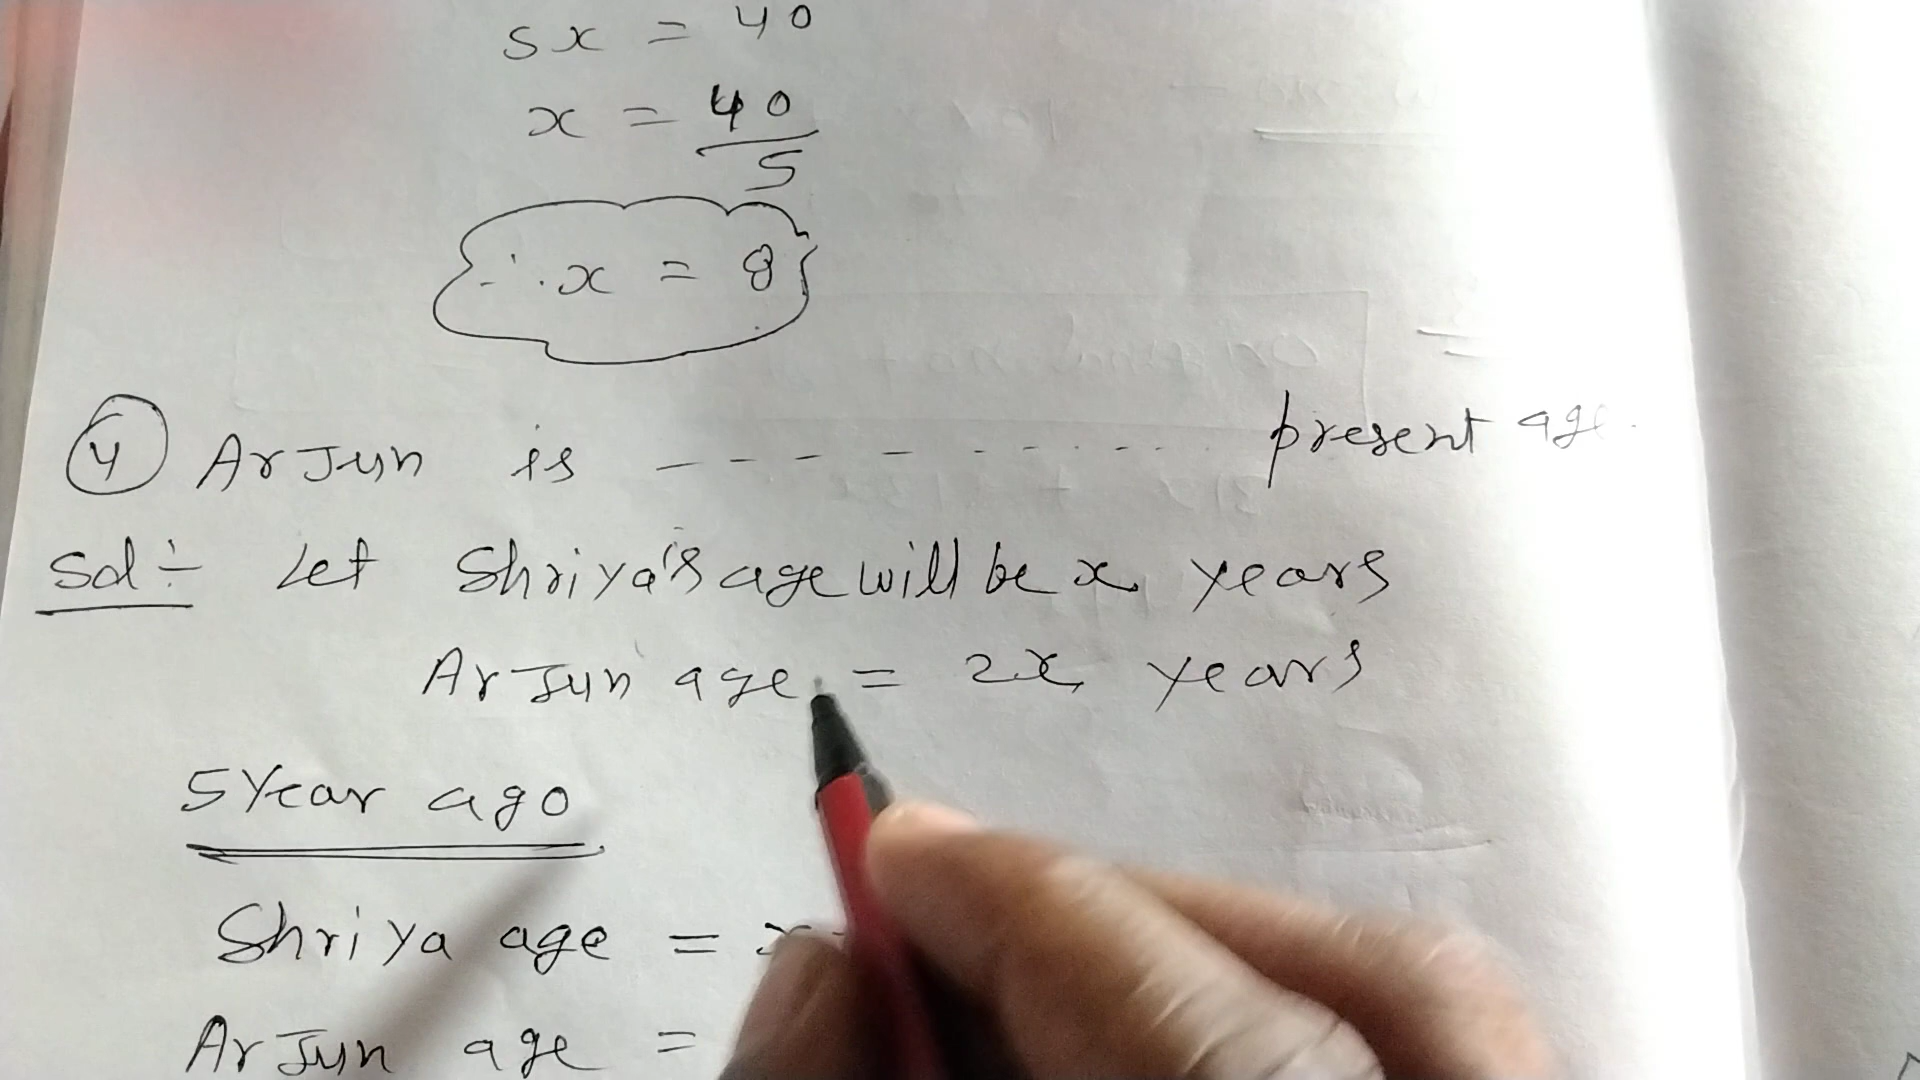 5x = 40
x = 40/5
∴ x = 8
4 Arjun is - - - - - - - - - - present age.
Sol:- Let Shriya's age will be x years
Arjun age = 2x years
5 Year ago
Shriya age = x -
Arjun age =